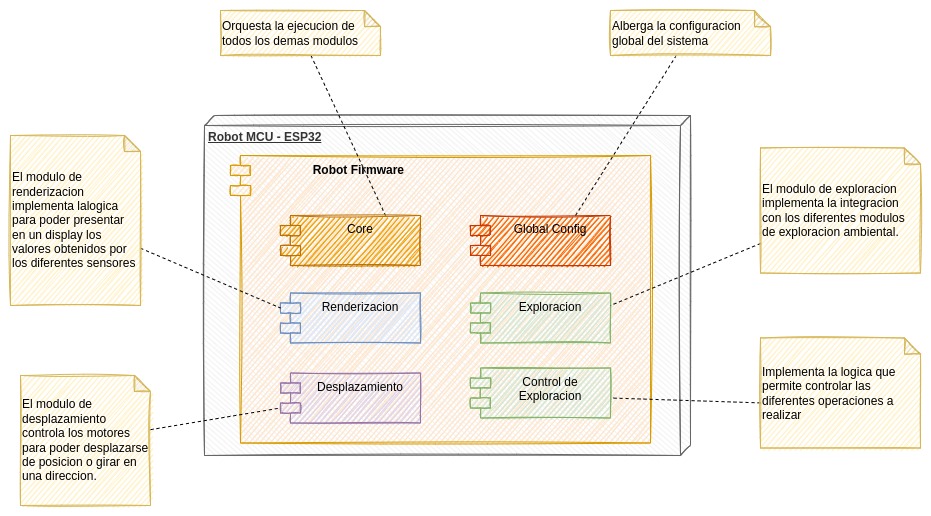 Orquesta la ejecucion de
todos los demas modulos
Alberga la configuracion
global del sistema
Robot MCU - ESP32
Robot Firmware
El modulo de
renderizacion
implementa lalogica
para poder presentar
en un display los
valores obtenidos por
los diferentes sensores
El modulo de exploracion
implementa la integracion
con los diferentes modulos
de exploracion ambiental.
Core
Global Config
Renderizacion
Exploracion
Desplazamiento
Control de
Exploracion
Implementa la logica que
permite controlar las
diferentes operaciones a
realizar
El modulo de
desplazamiento
controla los motores
para poder desplazarse
de posicion o girar en
una direccion.